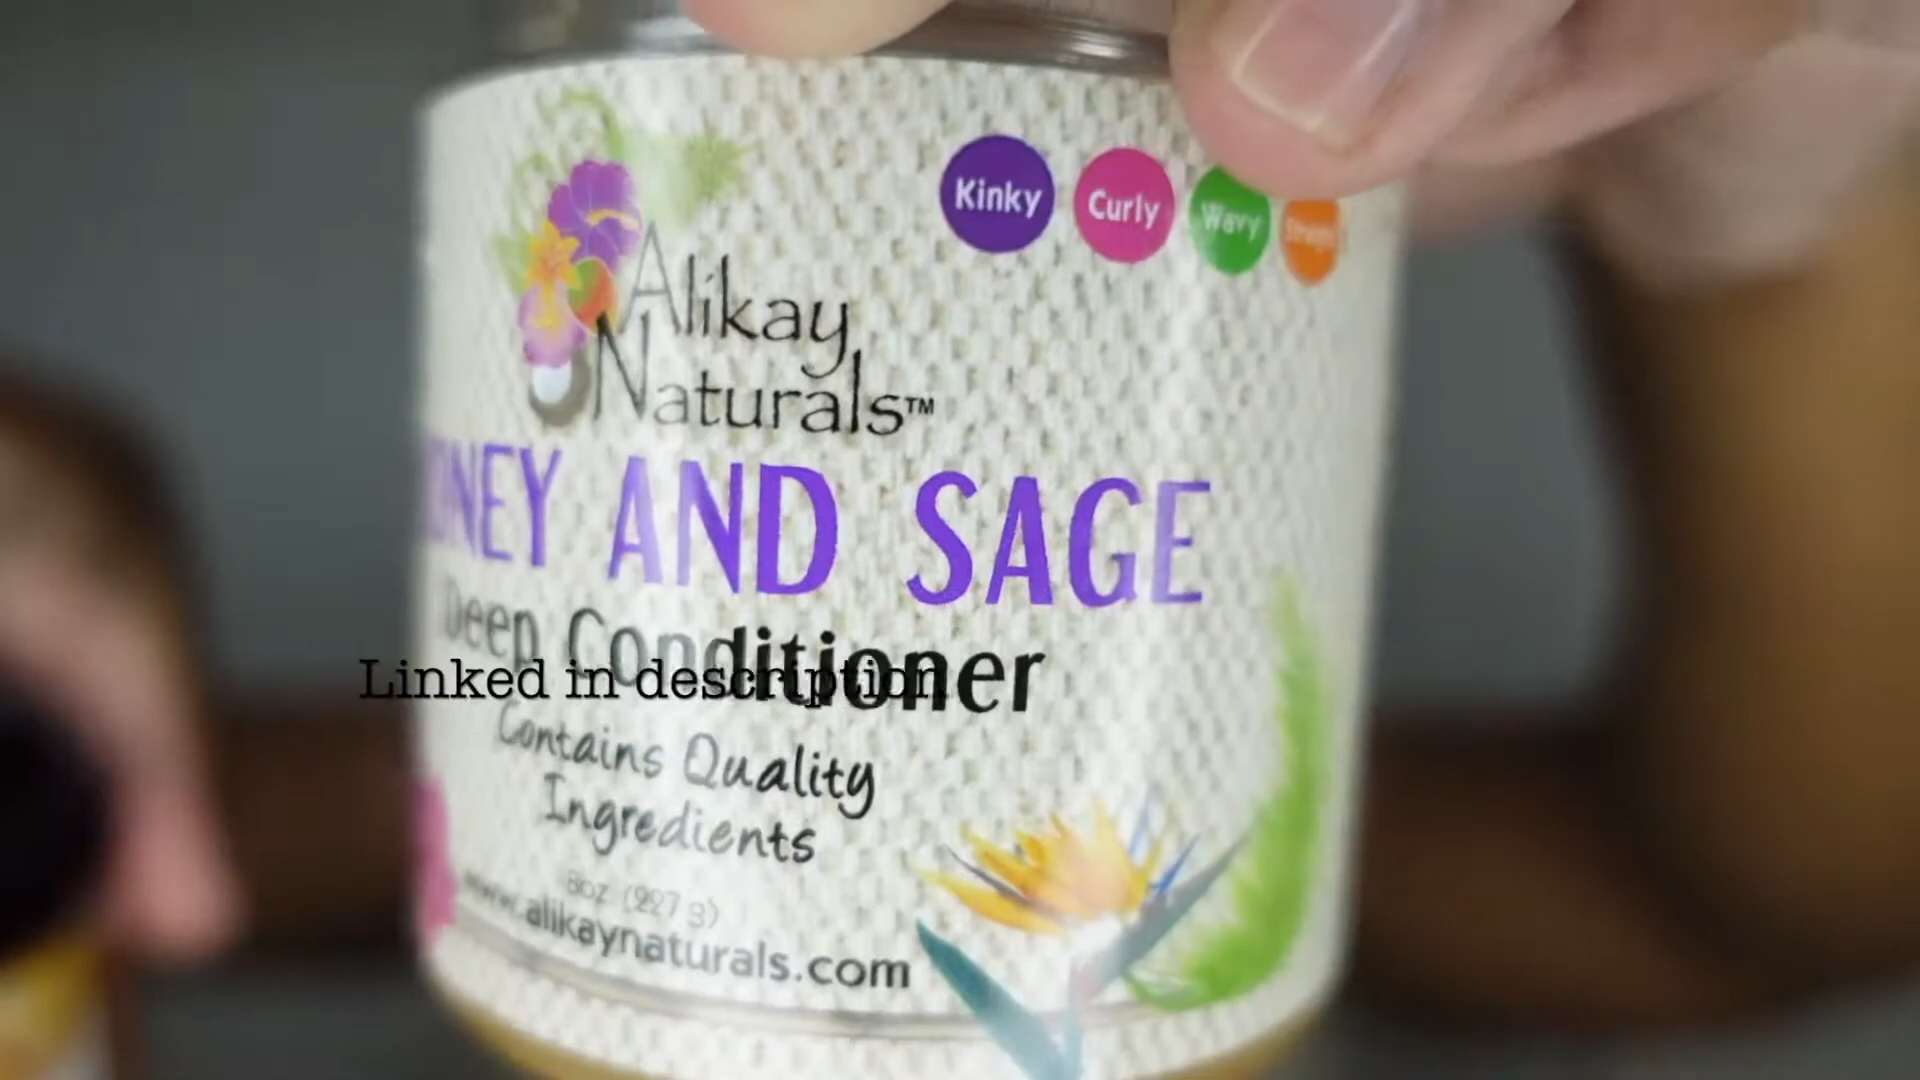 Kinky Curly Wavy
Alikay
Naturals™
ONEY AND SAGE
Deep Conditioner
Linked in description
Contains Quality
Ingredients
8oz (227 g)
www.alikaynaturals.com